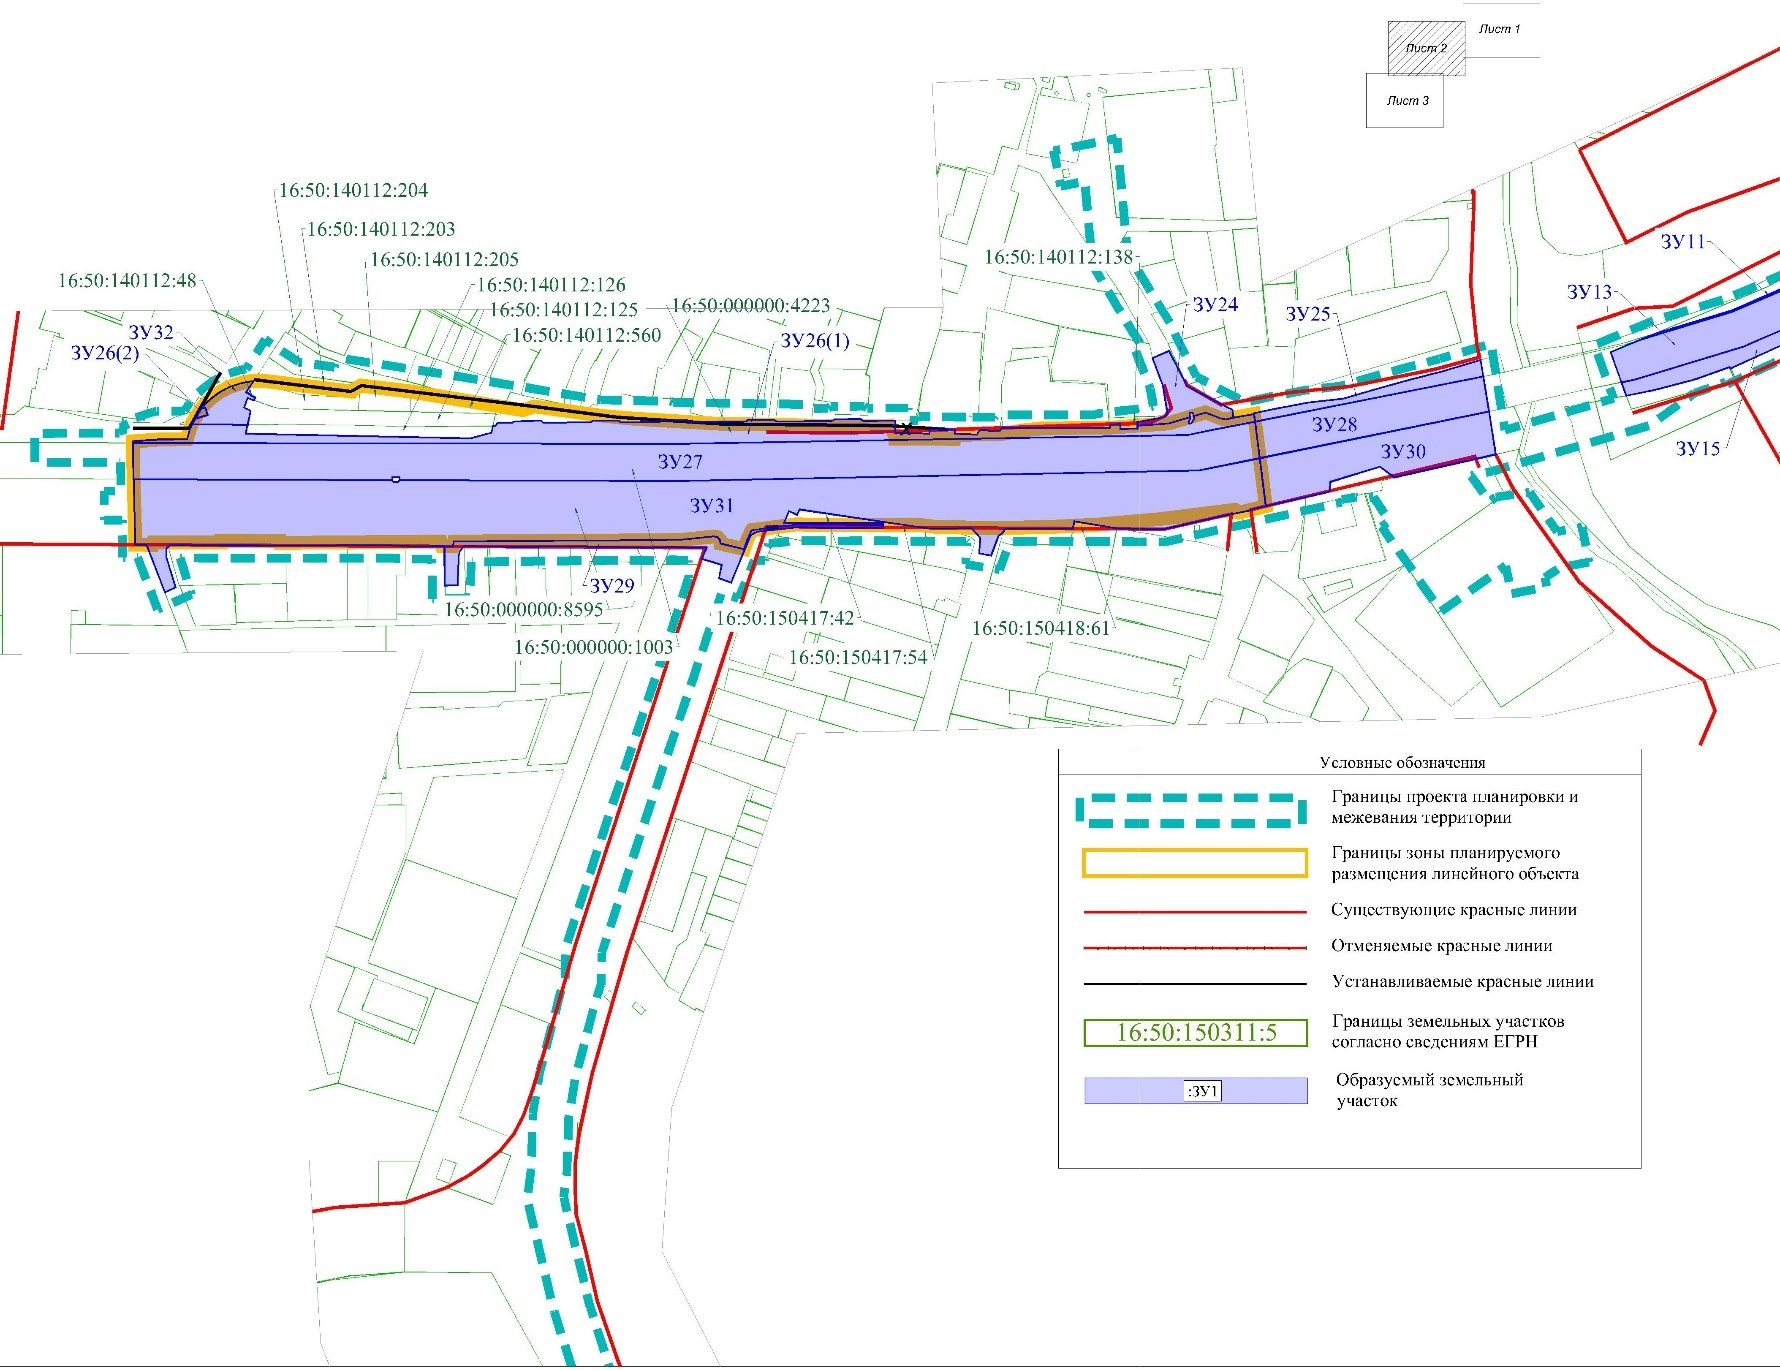 Лист 1
Лист 2
Лист 3
16:50:140112:204
16:50:140112:203
16:50:140112:205
16:50:140112:48
16:50:140112:126
16:50:140112:125
16:50:140112:560
16:50:000000:4223
16:50:140112:138
ЗУ32
ЗУ26(2)
ЗУ26(1)
ЗУ24
ЗУ25
ЗУ11
ЗУ13
ЗУ15
ЗУ28
ЗУ30
ЗУ27
ЗУ31
ЗУ29
16:50:000000:8595
16:50:000000:1003
16:50:150417:42
16:50:150417:54
16:50:150418:61
Условные обозначения
Границы проекта планировки и
межевания территории
Границы зоны планируемого
размещения линейного объекта
Существующие красные линии
Отменяемые красные линии
Устанавливаемые красные линии
16:50:150311:5
Границы земельных участков
согласно сведениям ЕГРН
:ЗУ1
Образуемый земельный
участок